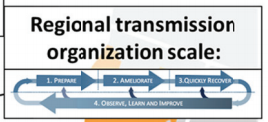 Regional transmission
organization scale:
1. PREPARE 2. AMELIORATE 3.QUICKLY RECOVER
4. OBSERVE, LEARN AND IMPROVE